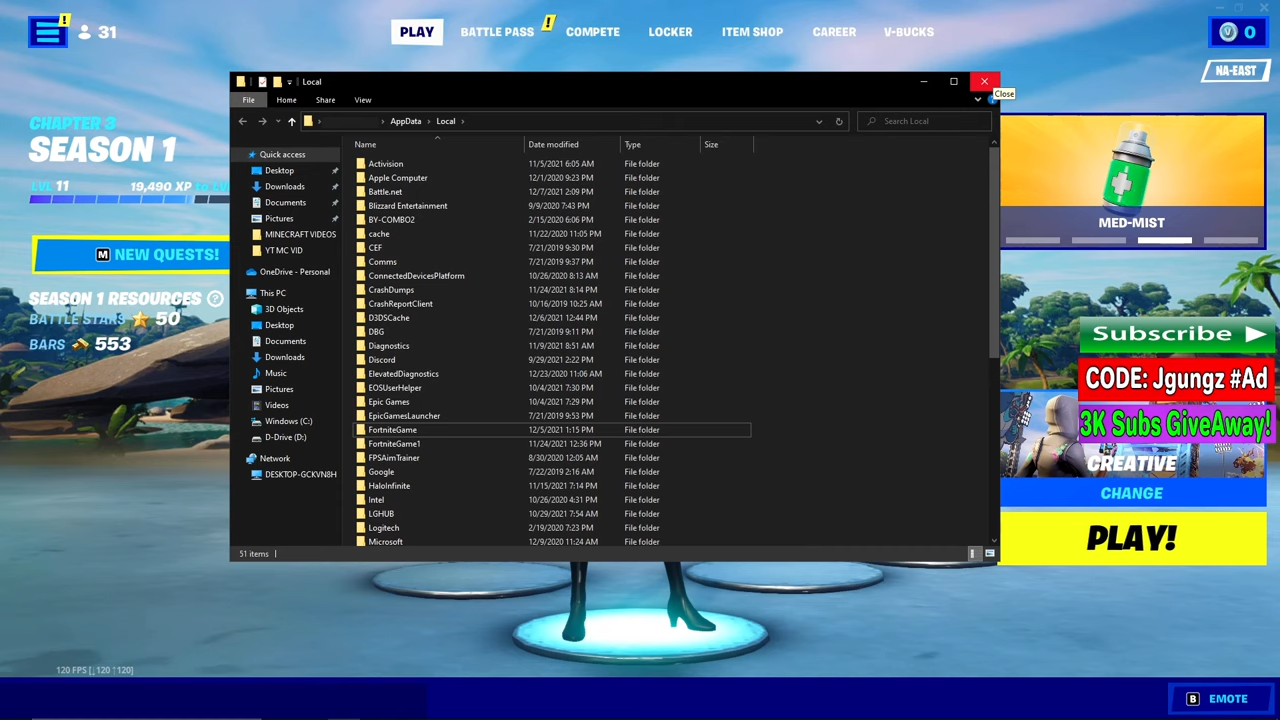 31
PLAY
BATTLE PASS
COMPETE
LOCKER
ITEM SHOP
CAREER
V-BUCKS
0
NA-EAST
CHAPTER 3
SEASON 1
LVL 11
19,490 XP
M NEW QUESTS!
SEASON 1 RESOURCES ?
BATTLE STARS 50
BARS 553
Local
Close
File
Home
Share
View
AppData > Local >
Search Local
Name
Date modified
Type
Size
Quick access
Desktop
Downloads
Documents
Pictures
MINECRAFT VIDEOS
YT MC VID
OneDrive - Personal
This PC
3D Objects
Desktop
Documents
Downloads
Music
Pictures
Videos
Windows (C:)
D-Drive (D:)
Network
DESKTOP-GCKVN8H
Activision 11/5/2021 6:05 AM File folder
Apple Computer 12/1/2020 9:23 PM File folder
Battle.net 12/7/2021 2:09 PM File folder
Blizzard Entertainment 9/9/2020 7:43 PM File folder
BY-COMBO2 2/15/2020 6:06 PM File folder
cache 11/22/2020 11:05 PM File folder
CEF 7/21/2019 9:30 PM File folder
Comms 7/21/2019 9:37 PM File folder
ConnectedDevicesPlatform 10/26/2020 8:13 AM File folder
CrashDumps 11/24/2021 8:14 PM File folder
CrashReportClient 10/16/2019 10:25 AM File folder
D3DSCache 12/6/2021 12:44 PM File folder
DBG 7/21/2019 9:11 PM File folder
Diagnostics 11/9/2021 8:51 AM File folder
Discord 9/29/2021 2:22 PM File folder
ElevatedDiagnostics 12/23/2020 11:06 AM File folder
EOSUserHelper 10/4/2021 7:30 PM File folder
Epic Games 10/4/2021 7:29 PM File folder
EpicGamesLauncher 7/21/2019 9:53 PM File folder
FortniteGame 12/5/2021 1:15 PM File folder
FortniteGame1 11/24/2021 12:36 PM File folder
FPSAimTrainer 8/30/2020 12:05 AM File folder
Google 7/22/2019 2:16 AM File folder
HaloInfinite 11/15/2021 7:14 PM File folder
Intel 10/26/2020 4:31 PM File folder
LGHUB 10/29/2021 7:54 AM File folder
Logitech 2/19/2020 7:23 PM File folder
Microsoft 12/9/2020 11:24 AM File folder
51 items
MED-MIST
Subscribe
CODE: Jgungz #Ad
3K Subs GiveAway!
CREATIVE
CHANGE
PLAY!
120 FPS [↓120 ↑120]
B EMOTE